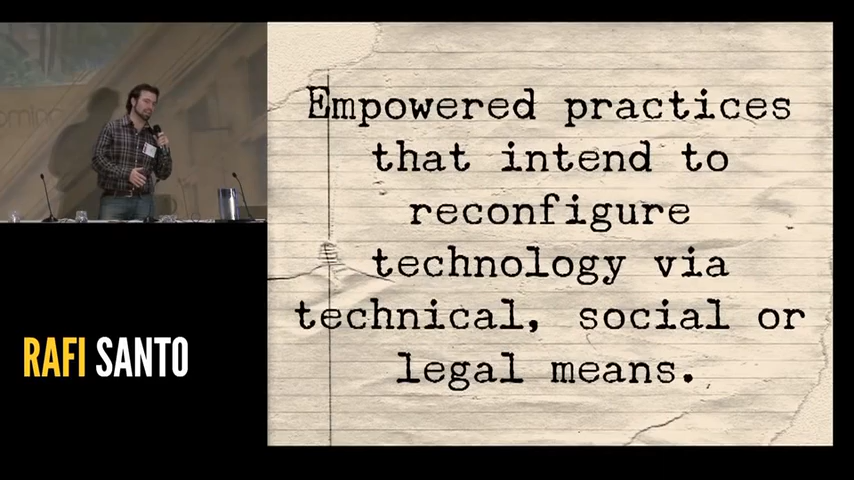 Empowered practices
that intend to
reconfigure
technology via
technical, social or
legal means.
RAFI SANTO